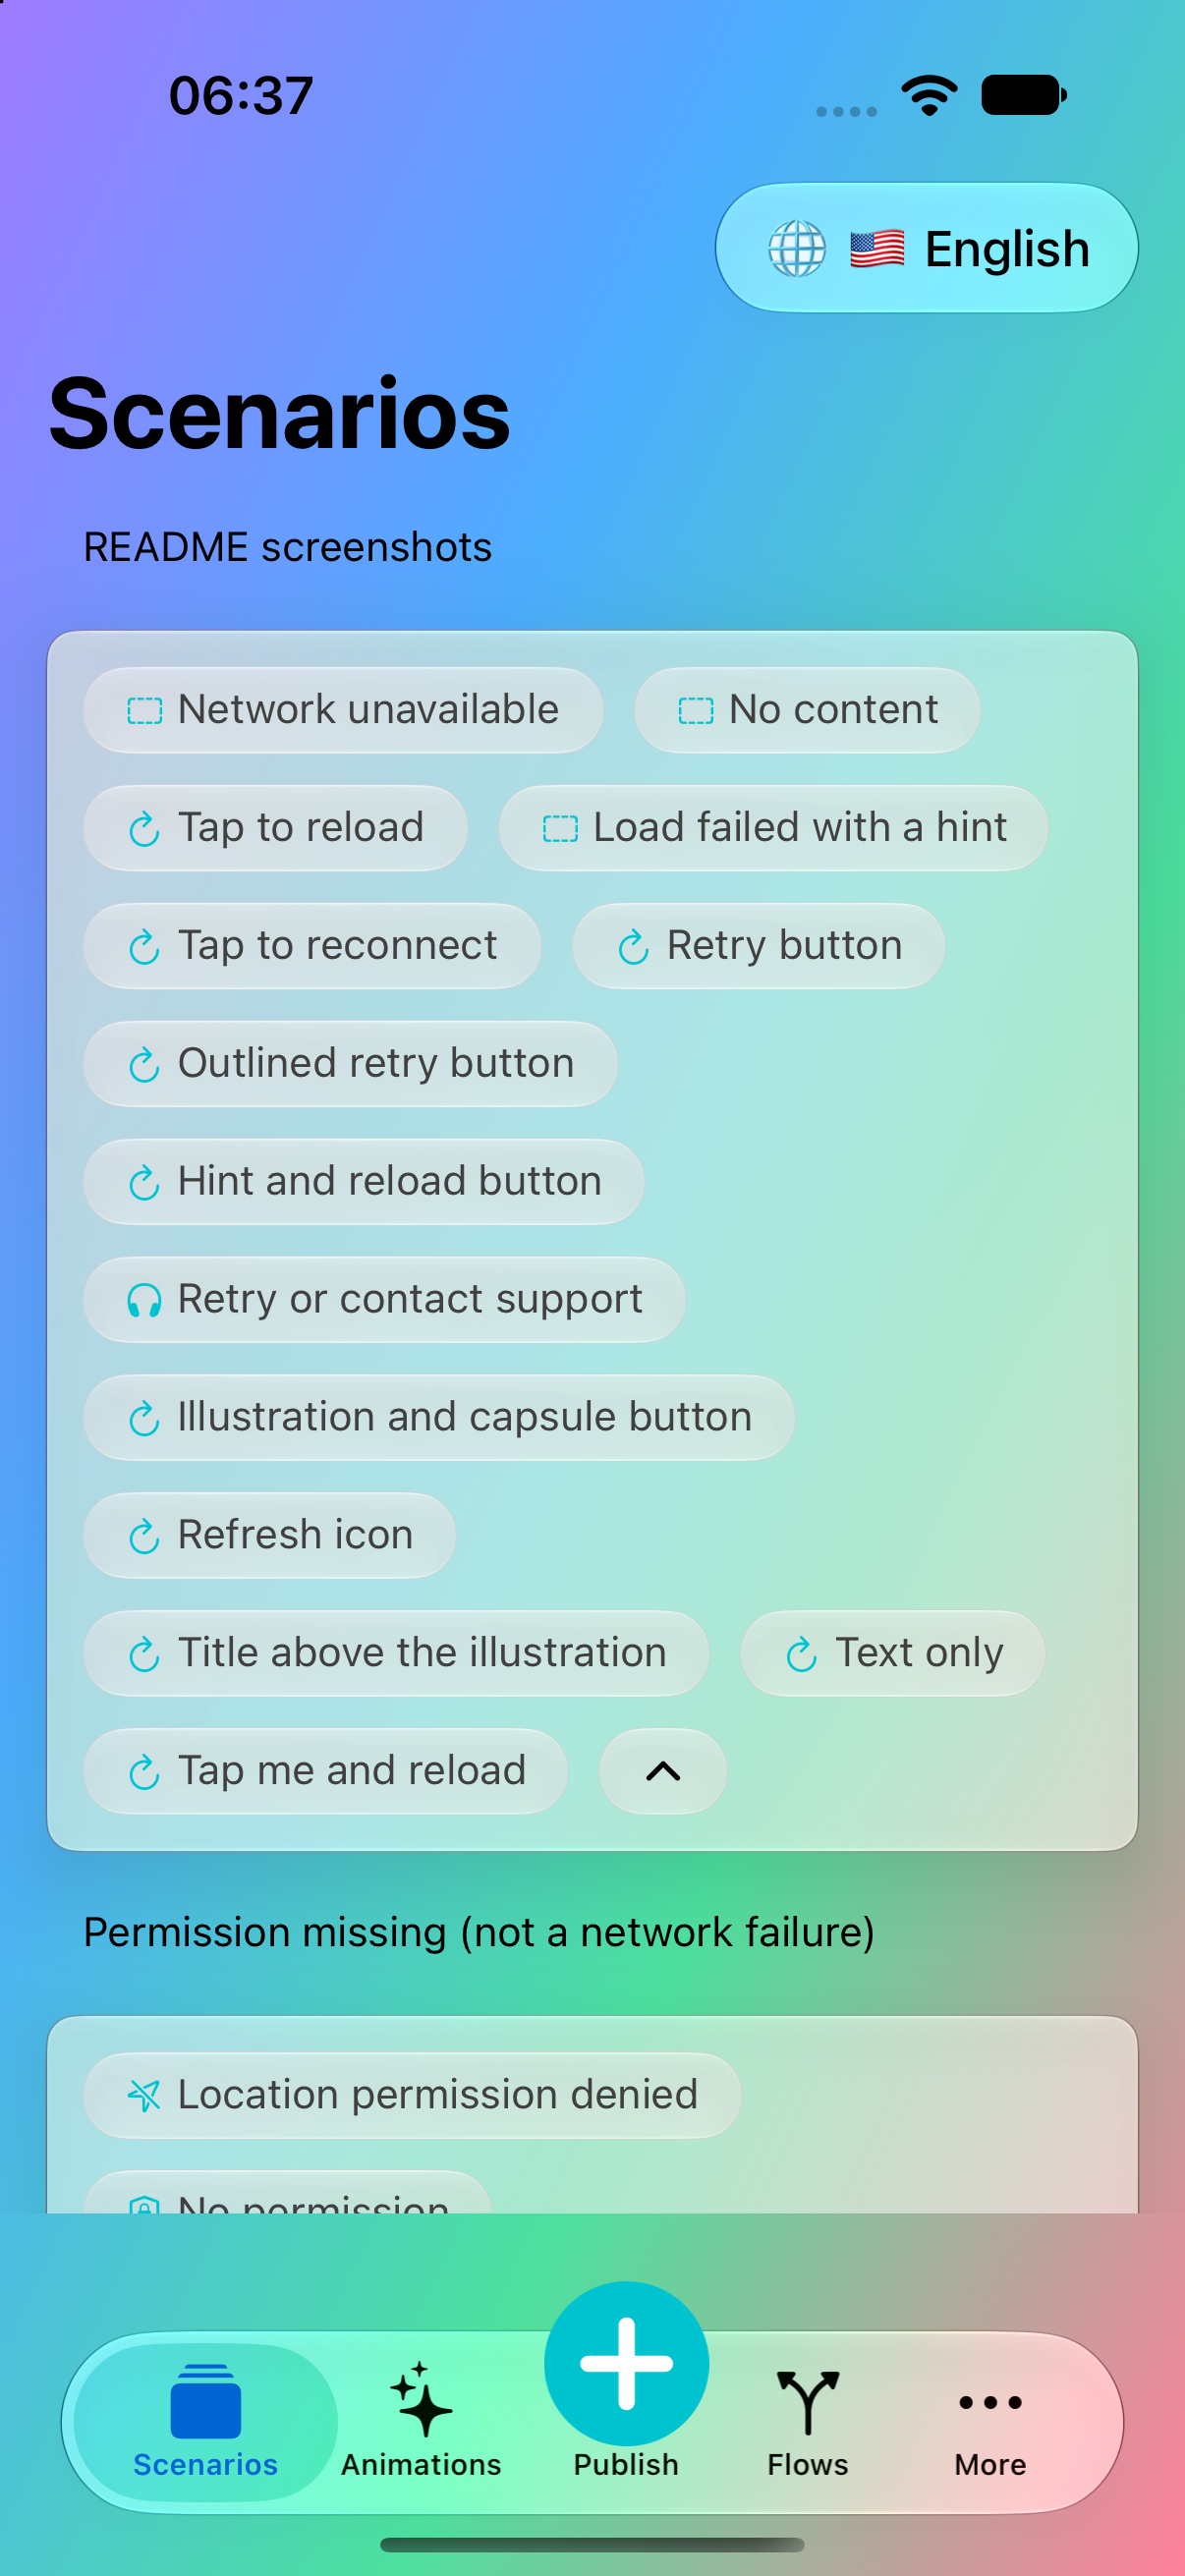 06:37
English
Scenarios
README screenshots
Network unavailable
No content
Tap to reload
Load failed with a hint
Tap to reconnect
Retry button
Outlined retry button
Hint and reload button
Retry or contact support
Illustration and capsule button
Refresh icon
Title above the illustration
Text only
Tap me and reload
Permission missing (not a network failure)
Location permission denied
No permission
Scenarios
Animations
Publish
Flows
More